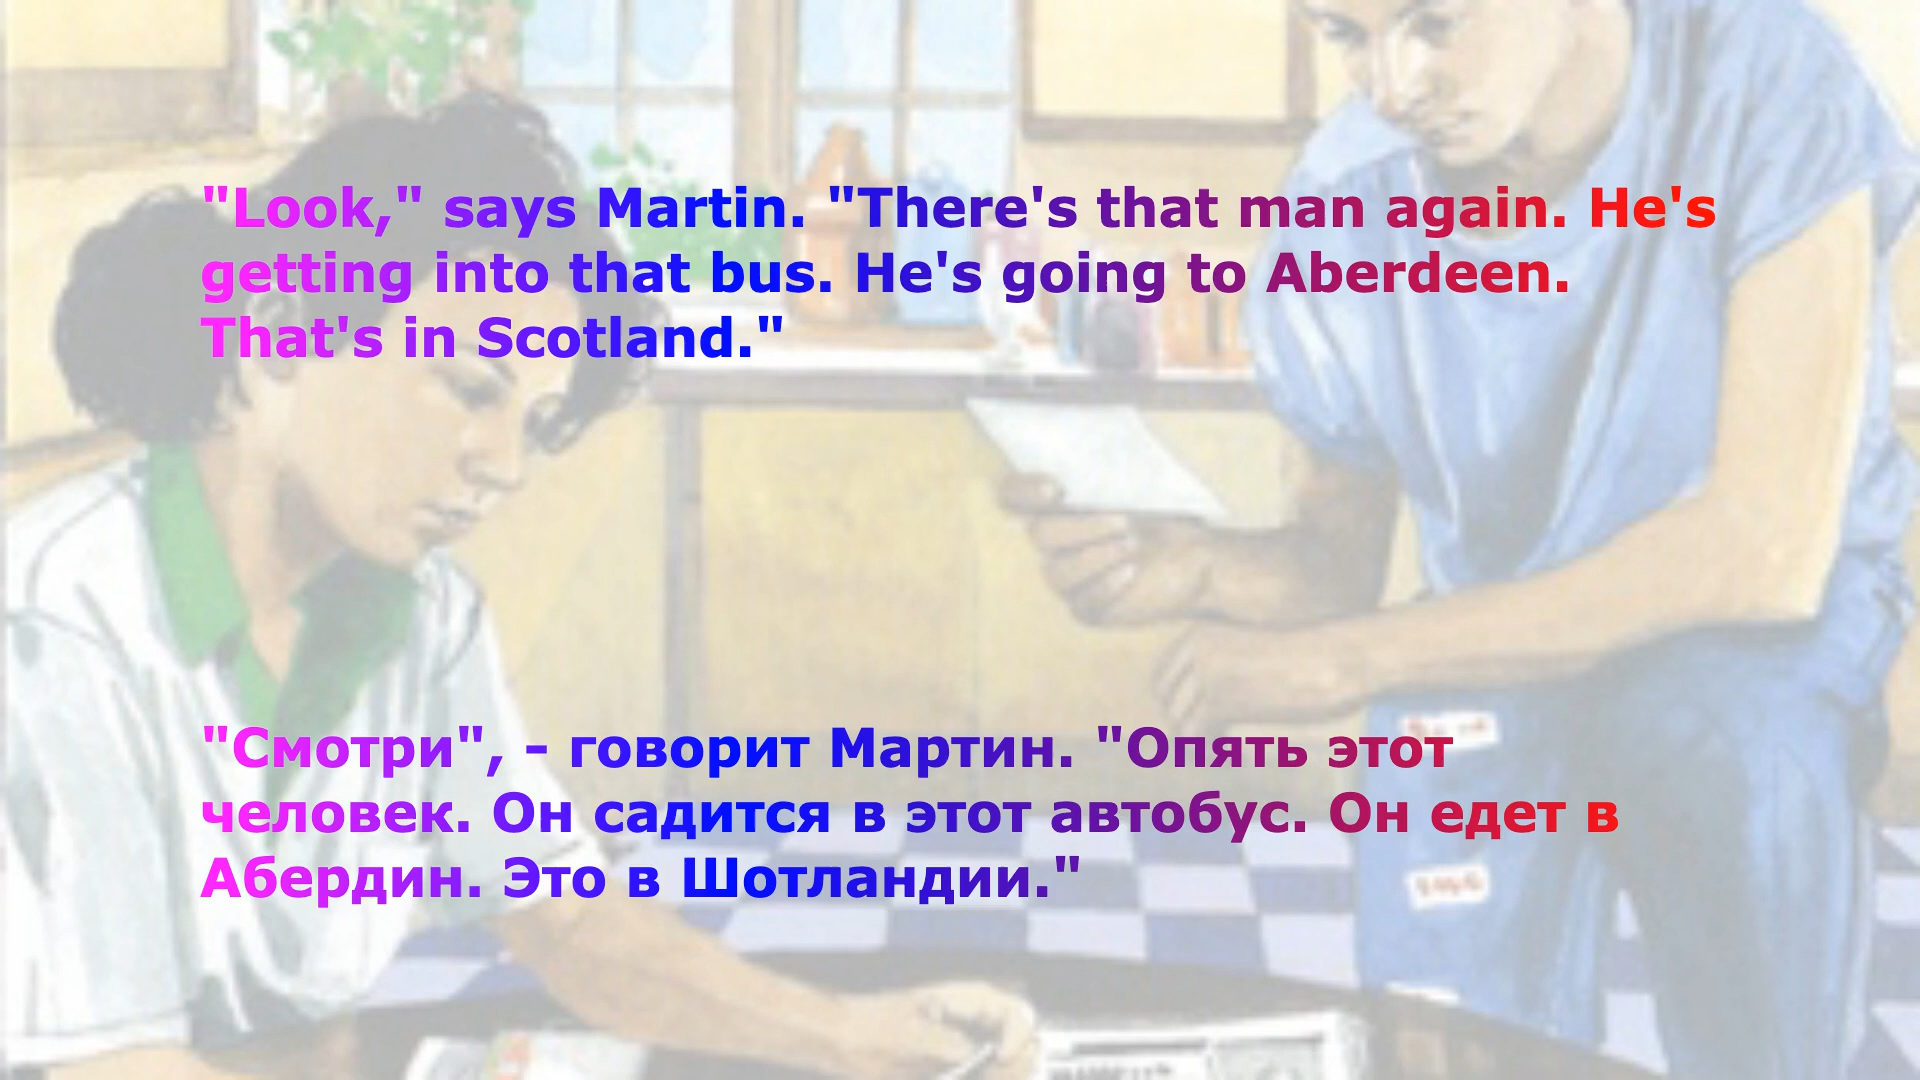 "Look," says Martin. "There's that man again. He's
getting into that bus. He's going to Aberdeen.
That's in Scotland."
"Смотри", - говорит Мартин. "Опять этот
человек. Он садится в этот автобус. Он едет в
Абердин. Это в Шотландии."